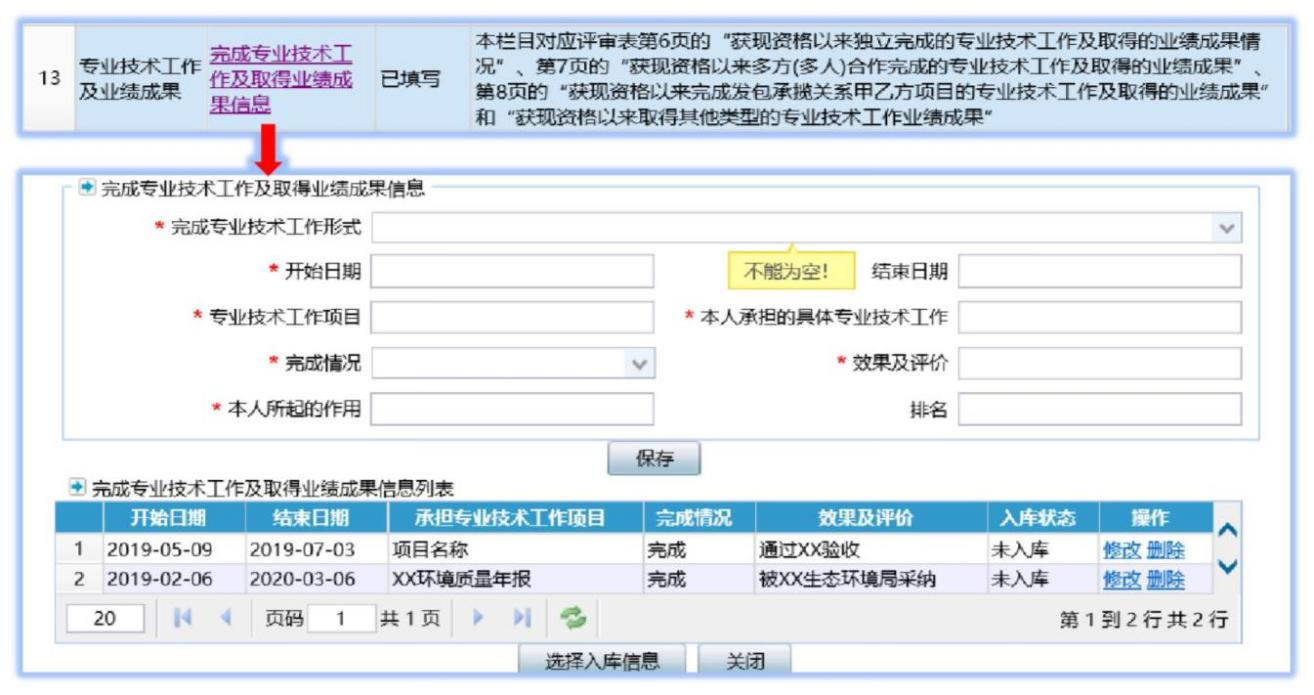 13
专业技术工作
及业绩成果
完成专业技术工
作及取得业绩成
果信息
已填写
本栏目对应评审表第6页的“获现资格以来独立完成的专业技术工作及取得的业绩成果情
况”、第7页的“获现资格以来多方(多人)合作完成的专业技术工作及取得的业绩成果”、
第8页的“获现资格以来完成发包承揽关系甲乙方项目的专业技术工作及取得的业绩成果”
和“获现资格以来取得其他类型的专业技术工作业绩成果”
完成专业技术工作及取得业绩成果信息
* 完成专业技术工作形式
* 开始日期 不能为空! 结束日期
* 专业技术工作项目 * 本人承担的具体专业技术工作
* 完成情况 * 效果及评价
* 本人所起的作用 排名
保存
完成专业技术工作及取得业绩成果信息列表
开始日期 结束日期 承担专业技术工作项目 完成情况 效果及评价 入库状态 操作
1 2019-05-09 2019-07-03 项目名称 完成 通过XX验收 未入库 修改 删除
2 2019-02-06 2020-03-06 XX环境质量年报 完成 被XX生态环境局采纳 未入库 修改 删除
20 页码 1 共 1 页 第 1 到 2 行 共 2 行
选择入库信息 关闭